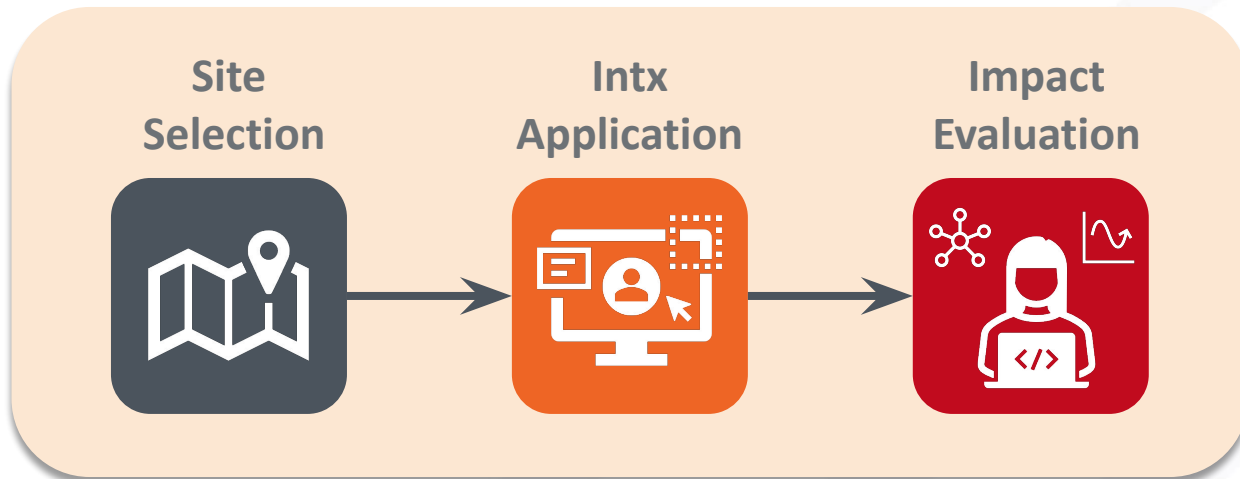 Site
Selection
Intx
Application
Impact
Evaluation
</>